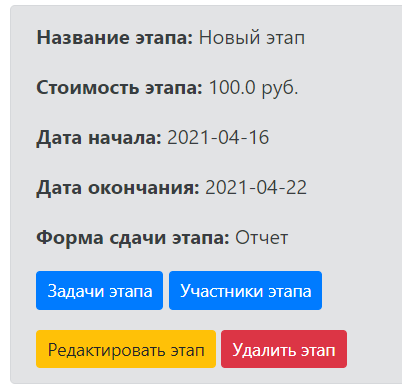 Название этапа: Новый этап
Стоимость этапа: 100.0 руб.
Дата начала: 2021-04-16
Дата окончания: 2021-04-22
Форма сдачи этапа: Отчет
Задачи этапа Участники этапа
Редактировать этап Удалить этап